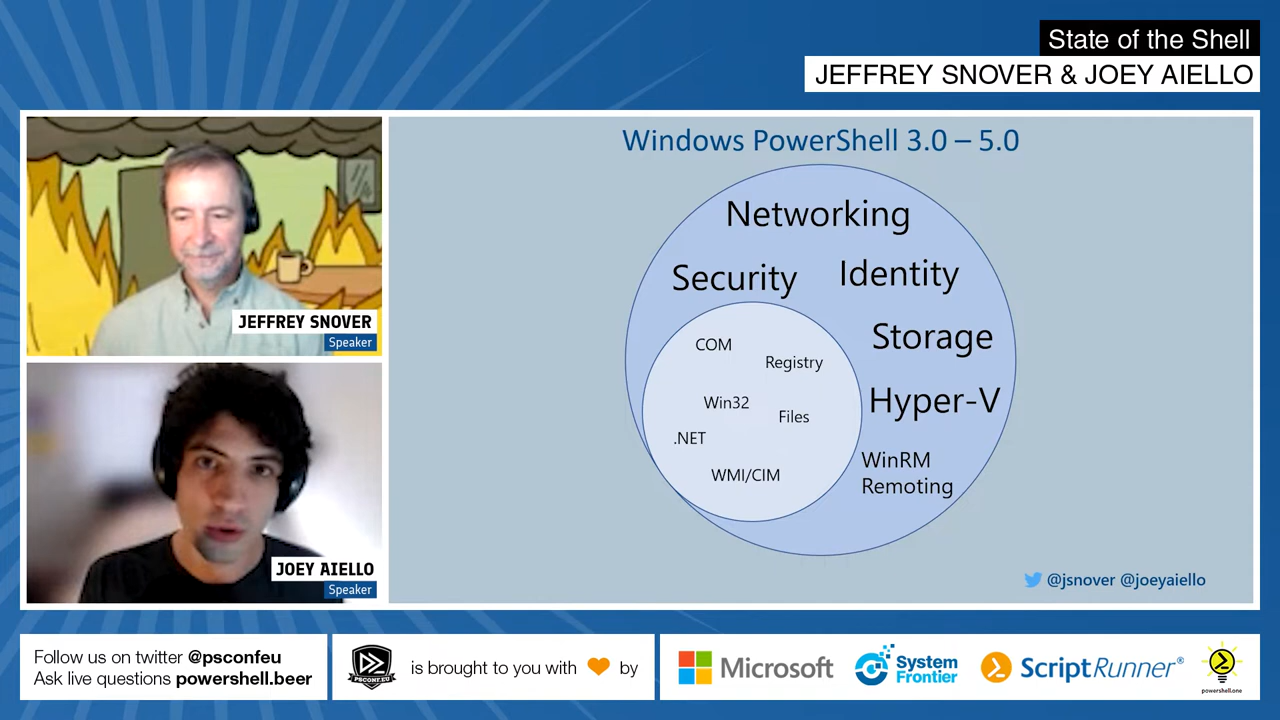 State of the Shell
JEFFREY SNOVER & JOEY AIELLO
JEFFREY SNOVER
Speaker
JOEY AIELLO
Speaker
Windows PowerShell 3.0 – 5.0
Networking
Security
Identity
Storage
Hyper-V
WinRM
Remoting
COM
Registry
Win32
Files
.NET
WMI/CIM
@jsnover @joeyaiello
Follow us on twitter @psconfeu
Ask live questions powershell.beer
PSCONF.EU
is brought to you with
by
Microsoft
System
Frontier
ScriptRunner®
powershell.one